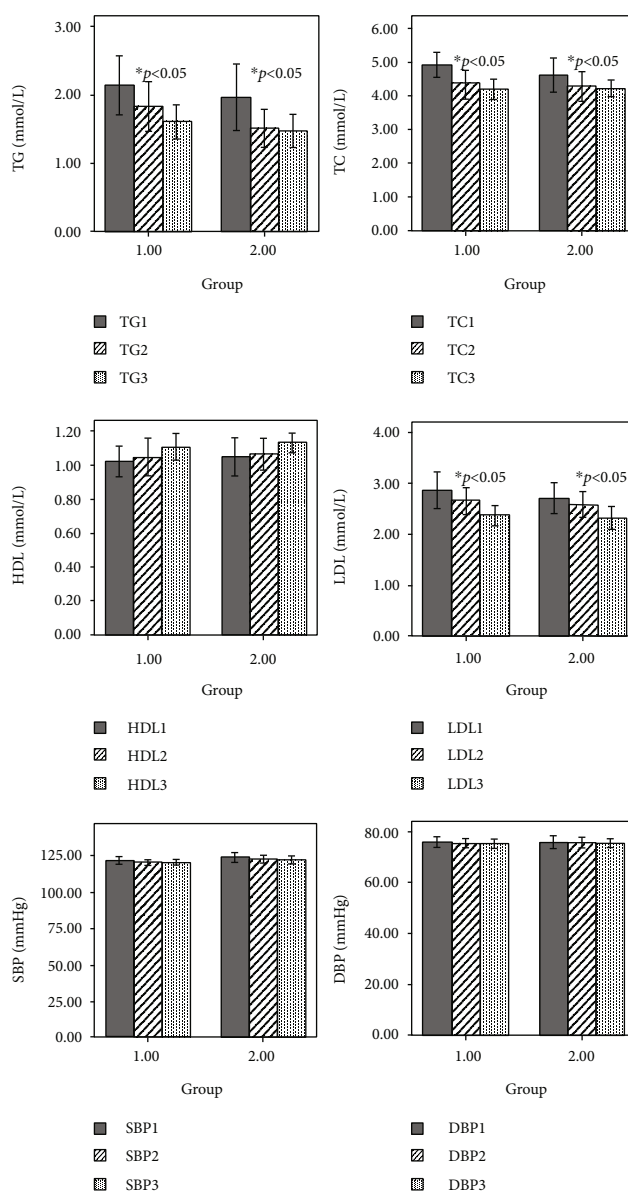 3.00
2.00
1.00
0.00
TG (mmol/L)
*p<0.05
*p<0.05
1.00
2.00
Group
TG1
TG2
TG3
6.00
5.00
4.00
3.00
2.00
1.00
0.00
TC (mmol/L)
*p<0.05
*p<0.05
1.00
2.00
Group
TC1
TC2
TC3
1.20
1.00
0.80
0.60
0.40
0.20
0.00
HDL (mmol/L)
1.00
2.00
Group
HDL1
HDL2
HDL3
4.00
3.00
2.00
1.00
0.00
LDL (mmol/L)
*p<0.05
*p<0.05
1.00
2.00
Group
LDL1
LDL2
LDL3
125.00
100.00
75.00
50.00
25.00
0.00
SBP (mmHg)
1.00
2.00
Group
SBP1
SBP2
SBP3
80.00
60.00
40.00
20.00
0.00
DBP (mmHg)
1.00
2.00
Group
DBP1
DBP2
DBP3